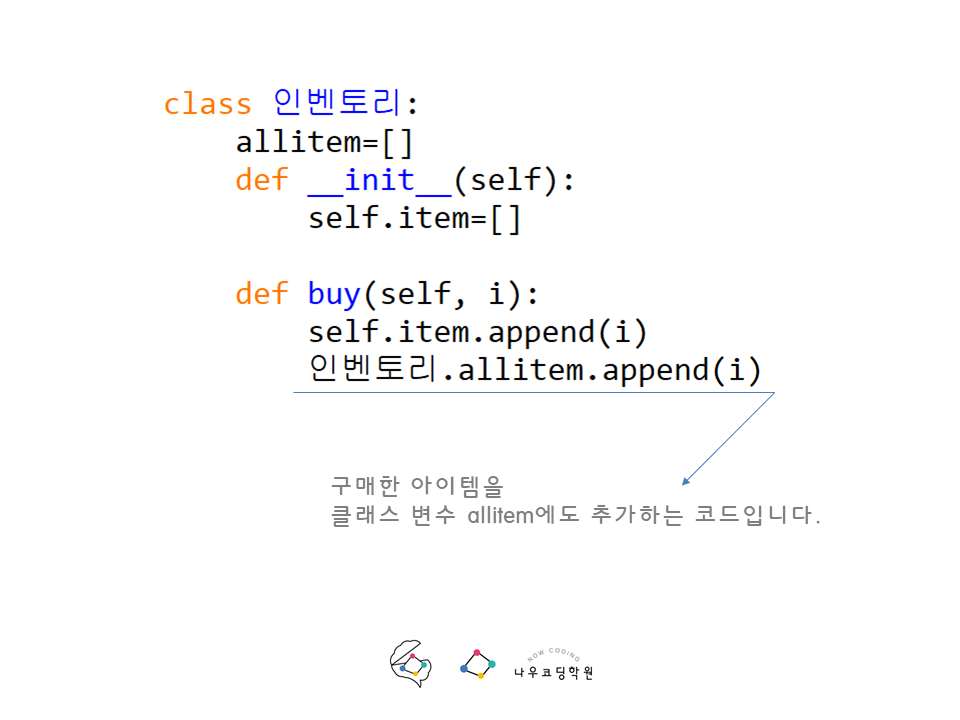 class 인벤토리:
    allitem=[]
    def __init__(self):
        self.item=[]
    def buy(self, i):
        self.item.append(i)
        인벤토리.allitem.append(i)
구매한 아이템을
클래스 변수 allitem에도 추가하는 코드입니다.
NOW CODING
나우코딩학원